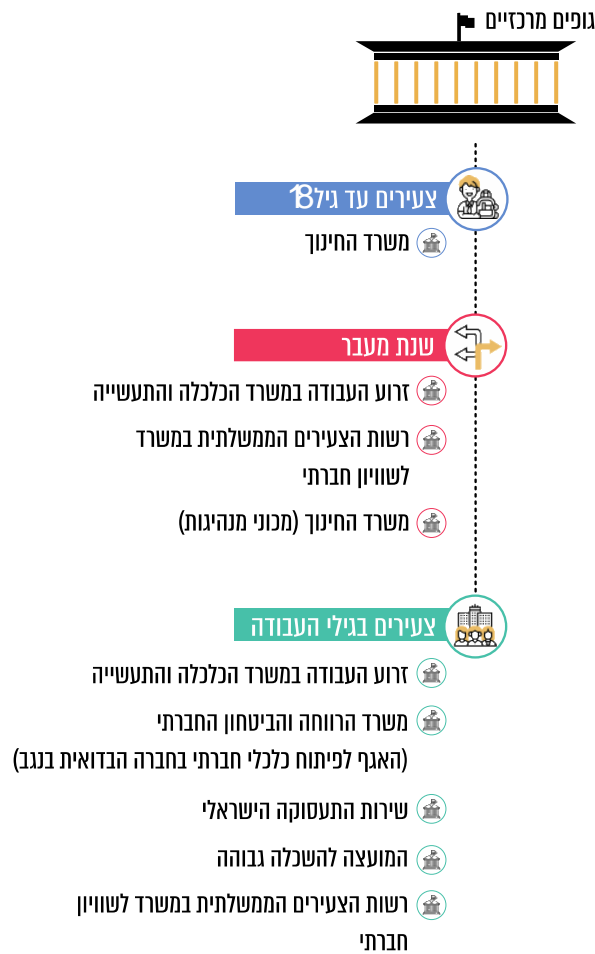 גופים מרכזיים
צעירים עד גיל18
משרד החינוך
שנת מעבר
זרוע העבודה במשרד הכלכלה והתעשייה
רשות הצעירים הממשלתית במשרד
לשוויון חברתי
משרד החינוך (מכוני מנהיגות)
צעירים בגילי העבודה
זרוע העבודה במשרד הכלכלה והתעשייה
משרד הרווחה והביטחון החברתי
(האגף לפיתוח כלכלי חברתי בחברה הבדואית בנגב)
שירות התעסוקה הישראלי
המועצה להשכלה גבוהה
רשות הצעירים הממשלתית במשרד לשוויון
חברתי